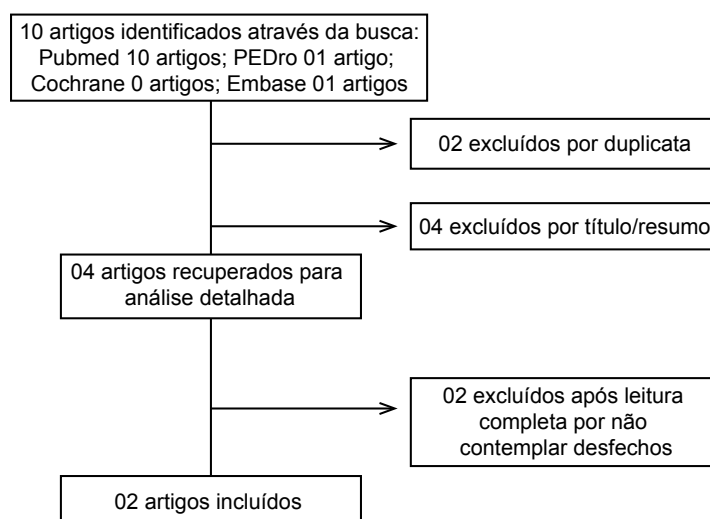 10 artigos identificados através da busca:
Pubmed 10 artigos; PEDro 01 artigo;
Cochrane 0 artigos; Embase 01 artigos
02 excluídos por duplicata
04 excluídos por título/resumo
04 artigos recuperados para
análise detalhada
02 excluídos após leitura
completa por não
contemplar desfechos
02 artigos incluídos